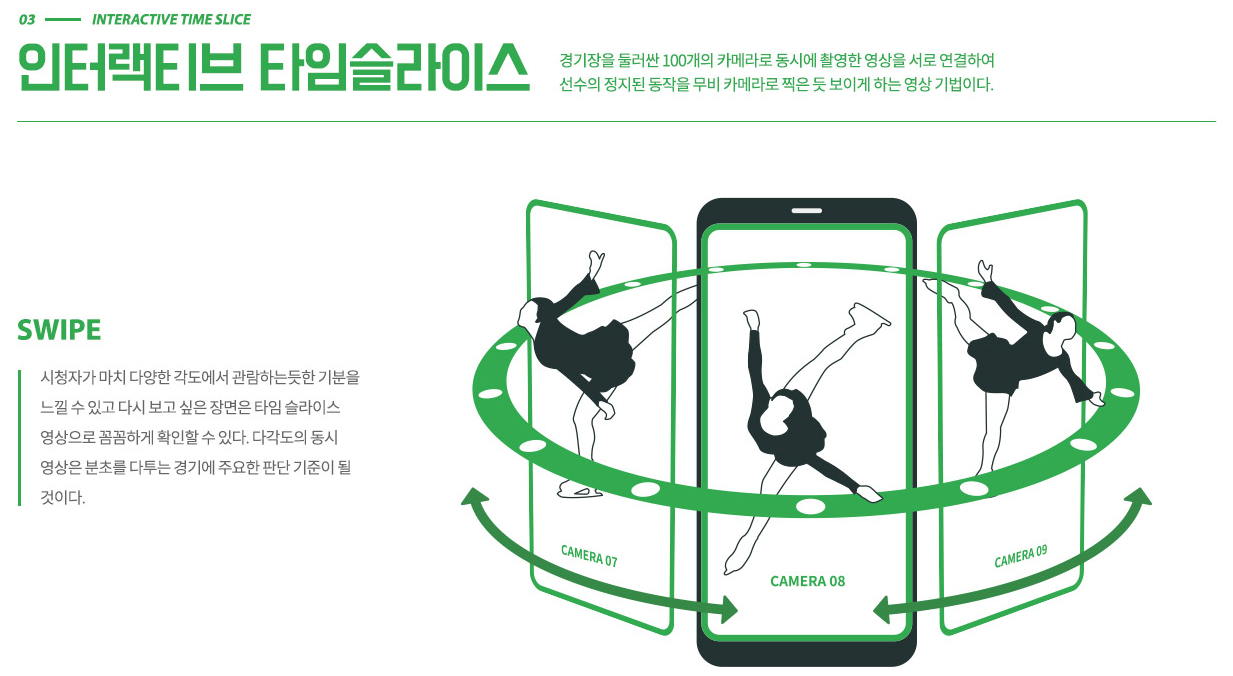 03 INTERACTIVE TIME SLICE
인터랙티브 타임슬라이스
경기장을 둘러싼 100개의 카메라로 동시에 촬영한 영상을 서로 연결하여
선수의 정지된 동작을 무비 카메라로 찍은 듯 보이게 하는 영상 기법이다.
SWIPE
시청자가 마치 다양한 각도에서 관람하는듯한 기분을
느낄 수 있고 다시 보고 싶은 장면은 타임 슬라이스
영상으로 꼼꼼하게 확인할 수 있다. 다각도의 동시
영상은 분초를 다투는 경기에 주요한 판단 기준이 될
것이다.
CAMERA 07
CAMERA 08
CAMERA 09